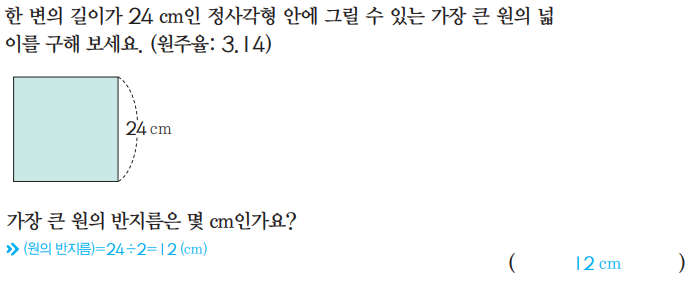 한 변의 길이가 24 cm인 정사각형 안에 그릴 수 있는 가장 큰 원의 넓
이를 구해 보세요. (원주율: 3.14)
24 cm
가장 큰 원의 반지름은 몇 cm인가요?
≫ (원의 반지름)=24÷2=12 (cm)
( 12 cm )